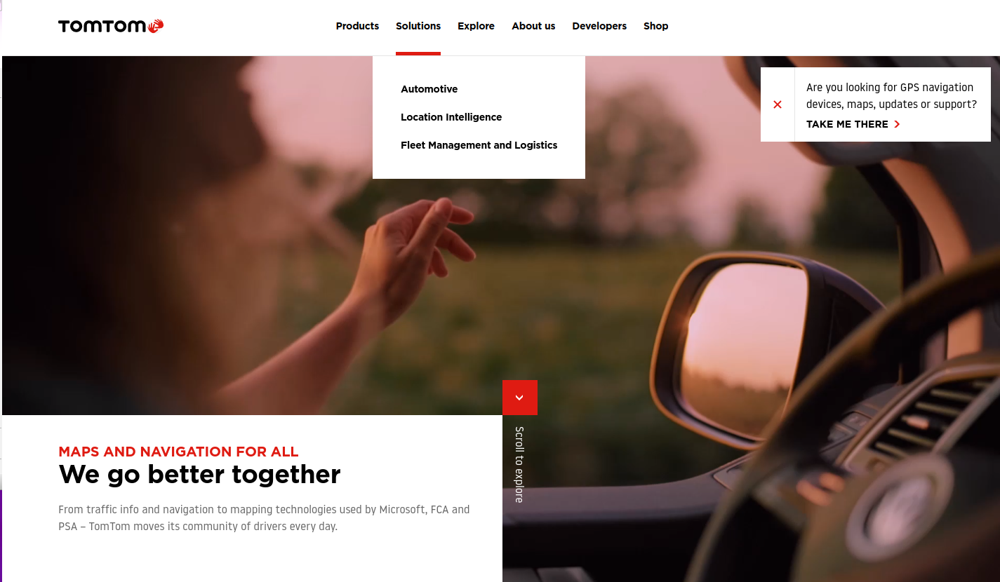 TOMTOM
Products Solutions Explore About us Developers Shop
Automotive
Location Intelligence
Fleet Management and Logistics
Are you looking for GPS navigation
devices, maps, updates or support?
TAKE ME THERE
Scroll to explore
MAPS AND NAVIGATION FOR ALL
We go better together
From traffic info and navigation to mapping technologies used by Microsoft, FCA and
PSA – TomTom moves its community of drivers every day.